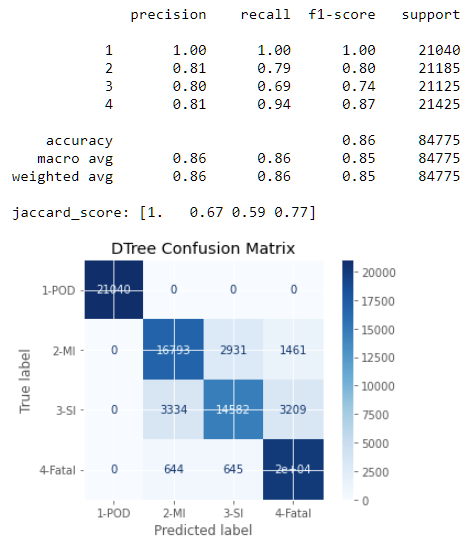 precision recall f1-score support
1 1.00 1.00 1.00 21040
2 0.81 0.79 0.80 21185
3 0.80 0.69 0.74 21125
4 0.81 0.94 0.87 21425
accuracy 0.86 84775
macro avg 0.86 0.86 0.85 84775
weighted avg 0.86 0.86 0.85 84775
jaccard_score: [1. 0.67 0.59 0.77]
DTree Confusion Matrix
1-POD 21040 0 0 0
2-MI 0 16793 2931 1461
3-SI 0 3334 14582 3209
4-Fatal 0 644 645 2e+04
1-POD 2-MI 3-SI 4-Fatal
Predicted label
True label
20000
17500
15000
12500
10000
7500
5000
2500
0